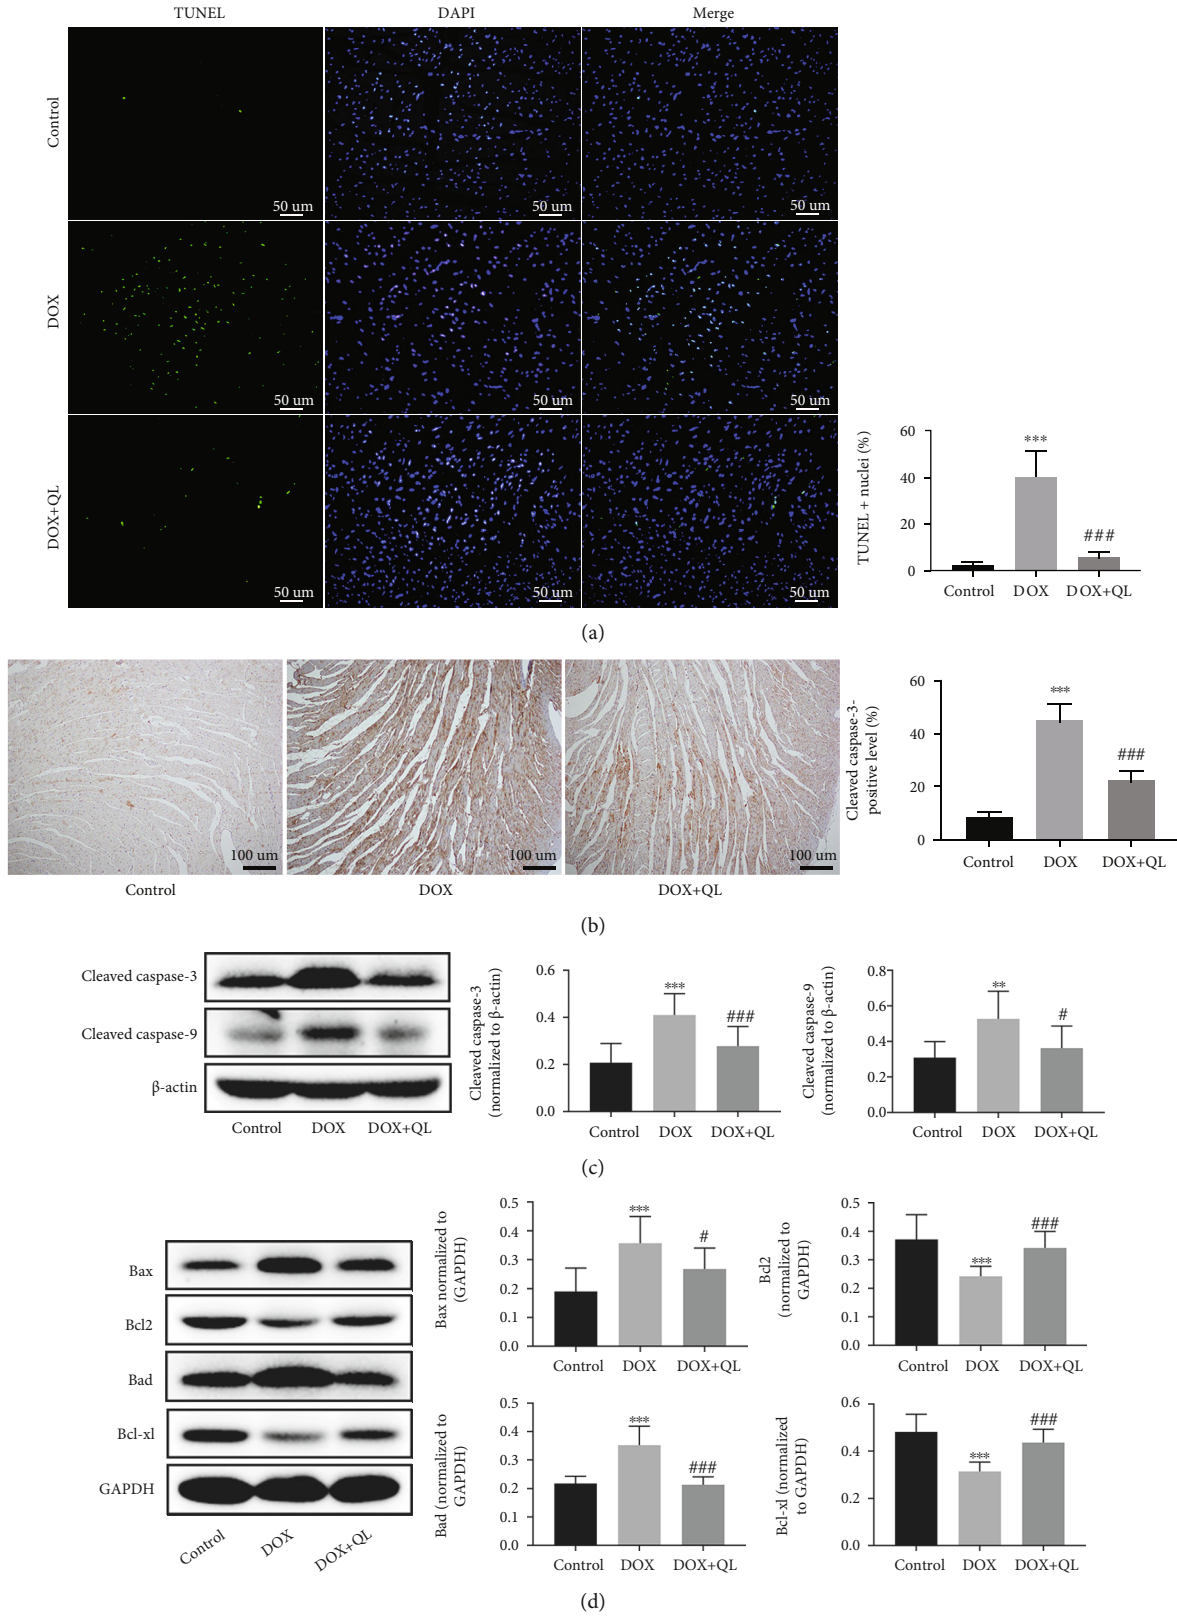 TUNEL DAPI Merge
Control
50 um 50 um 50 um
DOX
50 um 50 um 50 um
DOX+QL
50 um 50 um 50 um
TUNEL + nuclei (%)
60
40
20
0
***
###
Control DOX DOX+QL
(a)
100 um 100 um 100 um
Control DOX DOX+QL
Cleaved caspase-3-
positive level (%)
60
40
20
0
***
###
Control DOX DOX+QL
(b)
Cleaved caspase-3
Cleaved caspase-9
β-actin
Control DOX DOX+QL
Cleaved caspase-3
(normalized to β-actin)
0.6
0.4
0.2
0.0
***
###
Control DOX DOX+QL
Cleaved caspase-9
(normalized to β-actin)
0.8
0.6
0.4
0.2
0.0
**
#
Control DOX DOX+QL
(c)
Bax
Bcl2
Bad
Bcl-xl
GAPDH
Control DOX DOX+QL
Bax normalized to
(GAPDH)
0.5
0.4
0.3
0.2
0.1
0.0
***
#
Control DOX DOX+QL
Bcl2
(normalized to
GAPDH)
0.5
0.4
0.3
0.2
0.1
0.0
***
###
Control DOX DOX+QL
Bad (normalized to
GAPDH)
0.5
0.4
0.3
0.2
0.1
0.0
***
###
Control DOX DOX+QL
Bcl-xl (normalized
to GAPDH)
0.6
0.4
0.2
0.0
***
###
Control DOX DOX+QL
(d)